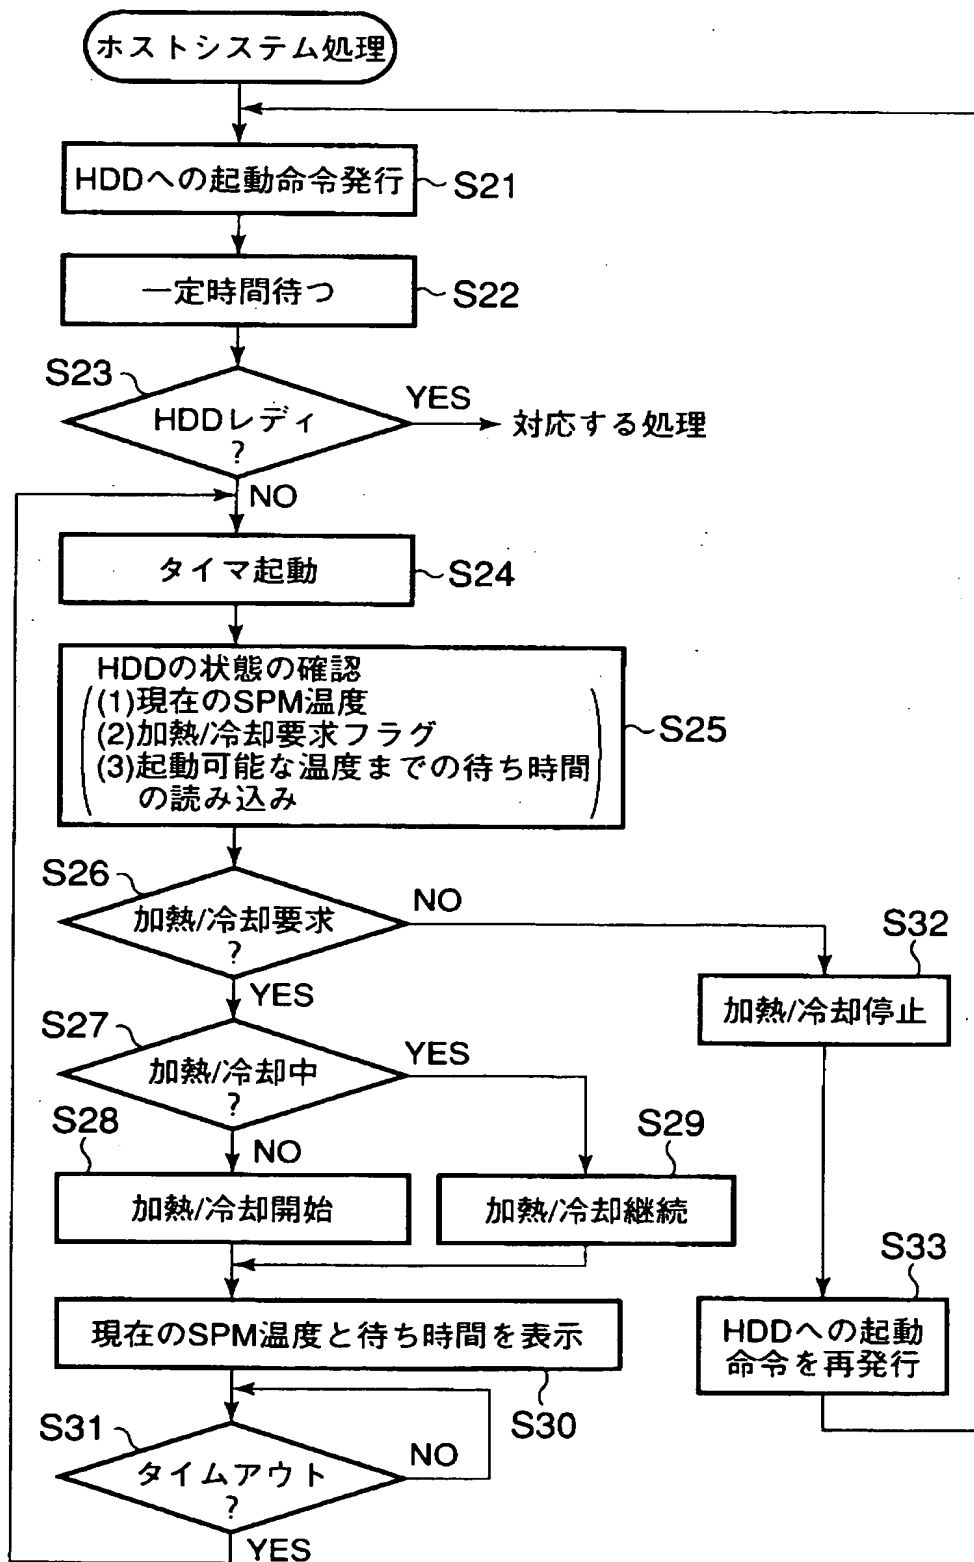 ホストシステム処理
HDDへの起動命令発行
S21
一定時間待つ
S22
S23
HDDレディ
?
YES
対応する処理
NO
タイマ起動
S24
HDDの状態の確認
(1)現在のSPM温度
(2)加熱/冷却要求フラグ
(3)起動可能な温度までの待ち時間
の読み込み
S25
S26
加熱/冷却要求
?
NO
YES
S32
加熱/冷却停止
S27
加熱/冷却中
?
YES
NO
S28
加熱/冷却開始
S29
加熱/冷却継続
S33
HDDへの起動
命令を再発行
現在のSPM温度と待ち時間を表示
S30
S31
タイムアウト
?
NO
YES